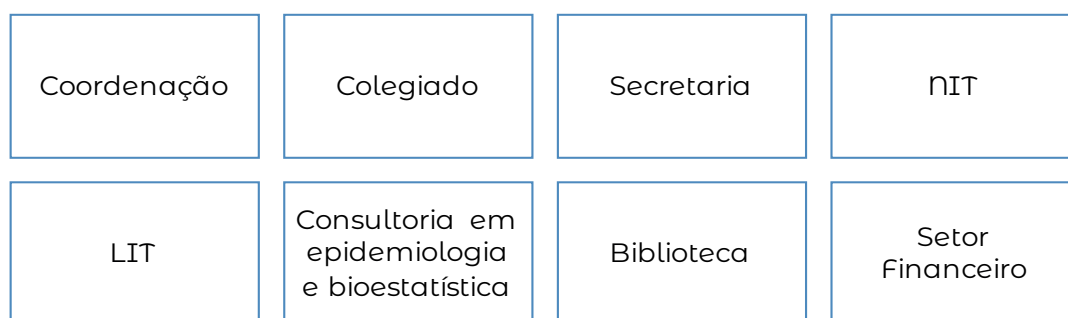 Coordenação
Colegiado
Secretaria
NIT
LIT
Consultoria em
epidemiologia
e bioestatística
Biblioteca
Setor
Financeiro